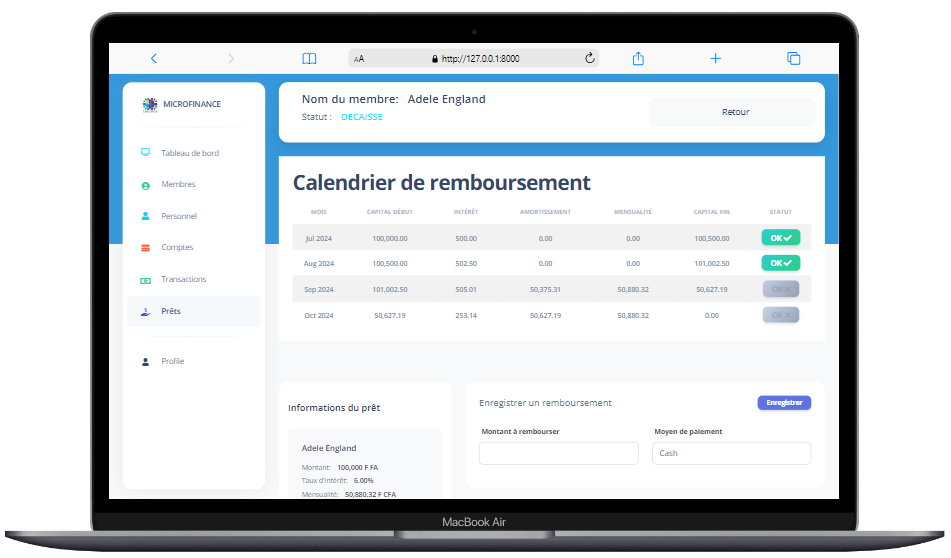 AA http://127.0.0.1:8000
MICROFINANCE
Tableau de bord
Membres
Personnel
Comptes
Transactions
Prêts
Profile
Nom du membre: Adele England
Statut : DECAISSE
Retour
Calendrier de remboursement
MOIS CAPITAL DÉBUT INTÉRÊT AMORTISSEMENT MENSUALITÉ CAPITAL FIN STATUT
Jul 2024 100,000.00 500.00 0.00 0.00 100,500.00 OK
Aug 2024 100,500.00 502.50 0.00 0.00 101,002.50 OK
Sep 2024 101,002.50 505.01 50,375.31 50,880.32 50,627.19 OK
Oct 2024 50,627.19 253.14 50,627.19 50,880.32 0.00 OK
Informations du prêt
Adele England
Montant: 100,000 F FA
Taux d'intérêt: 6.00%
Mensualité: 50,880.32 F CFA
Enregistrer un remboursement
Enregistrer
Montant à rembourser
Moyen de paiement
Cash
MacBook Air